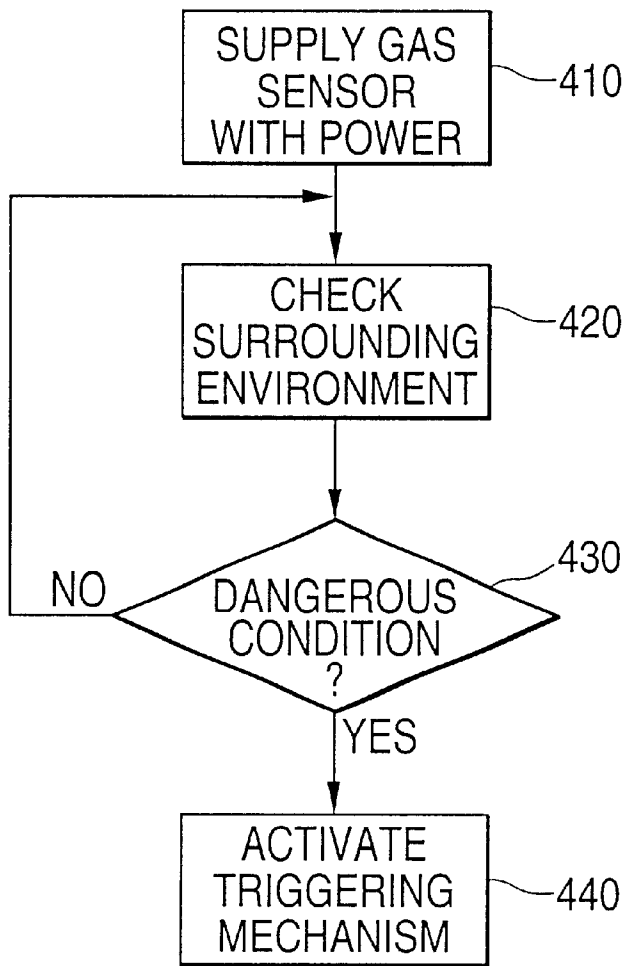 SUPPLY GAS
SENSOR
WITH POWER
410
CHECK
SURROUNDING
ENVIRONMENT
420
430
NO
DANGEROUS
CONDITION
?
YES
ACTIVATE
TRIGGERING
MECHANISM
440